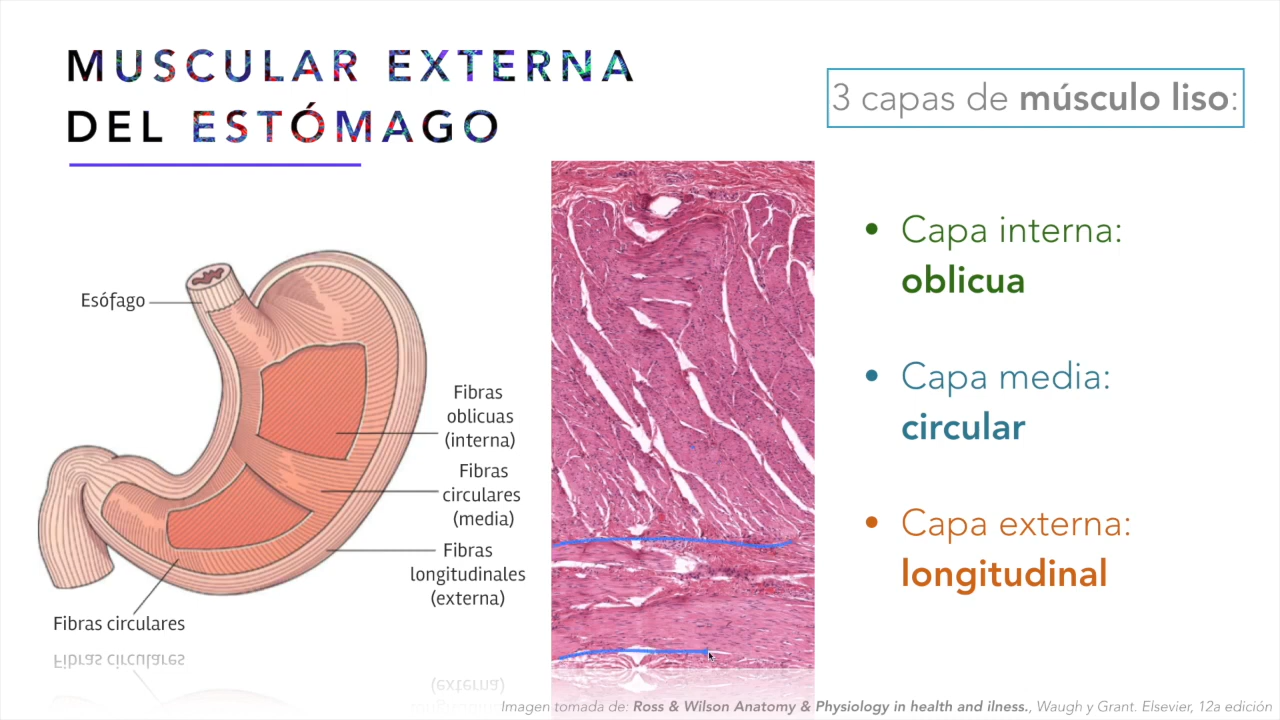 MUSCULAR EXTERNA
DEL ESTÓMAGO
3 capas de músculo liso:
Esófago
Fibras
oblicuas
(interna)
Fibras
circulares
(media)
Fibras
longitudinales
(externa)
Fibras circulares
• Capa interna:
oblicua
• Capa media:
circular
• Capa externa:
longitudinal
Imagen tomada de: Ross & Wilson Anatomy & Physiology in health and ilness., Waugh y Grant. Elsevier, 12a edición